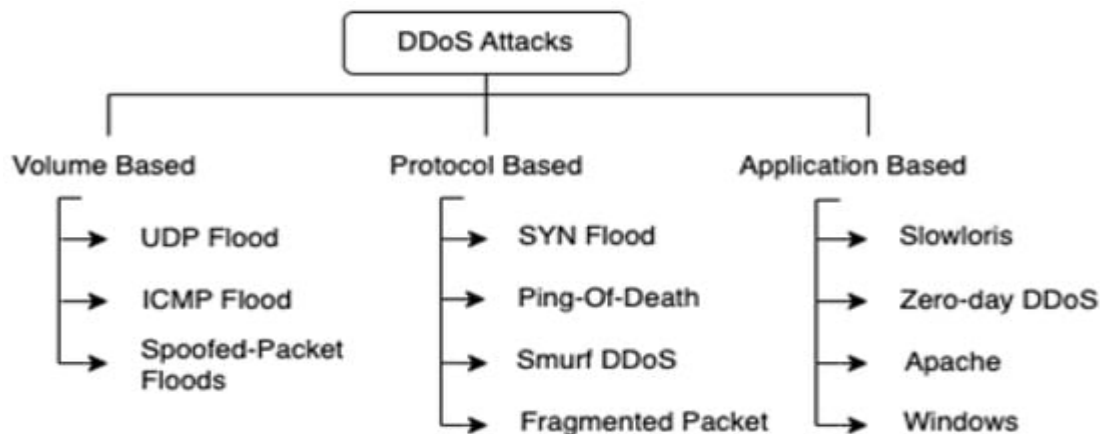 DDoS Attacks
Volume Based
UDP Flood
ICMP Flood
Spoofed-Packet
Floods
Protocol Based
SYN Flood
Ping-Of-Death
Smurf DDoS
Fragmented Packet
Application Based
Slowloris
Zero-day DDoS
Apache
Windows